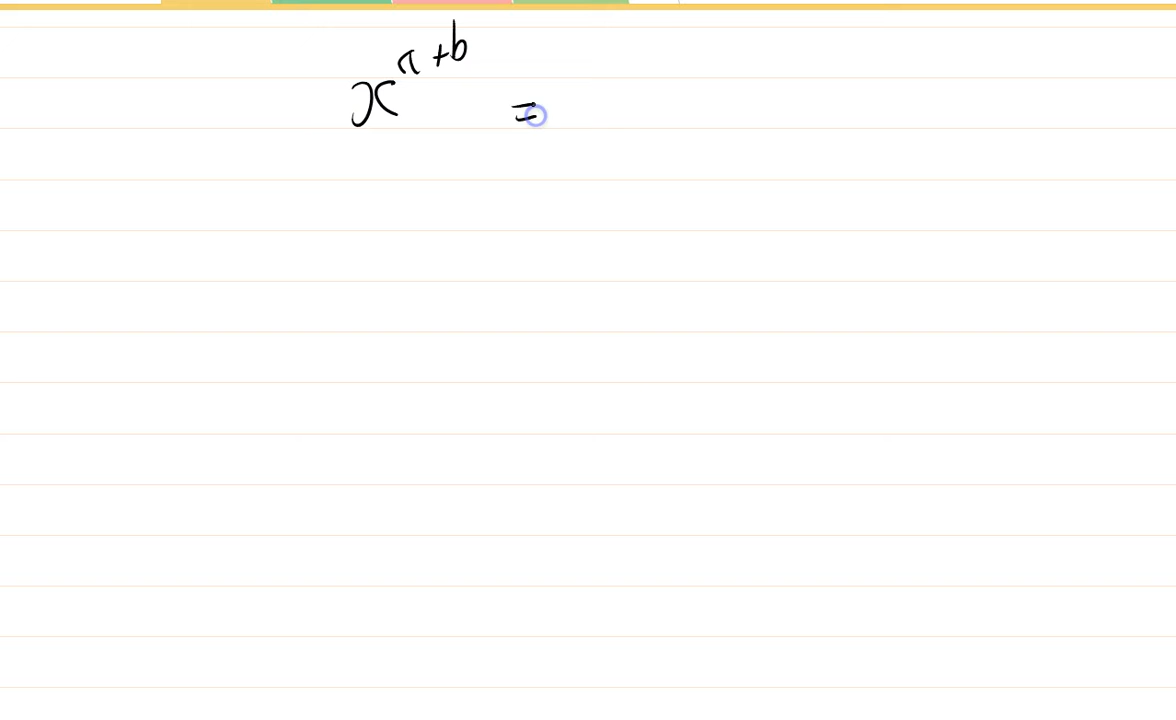 x^{a+b} =